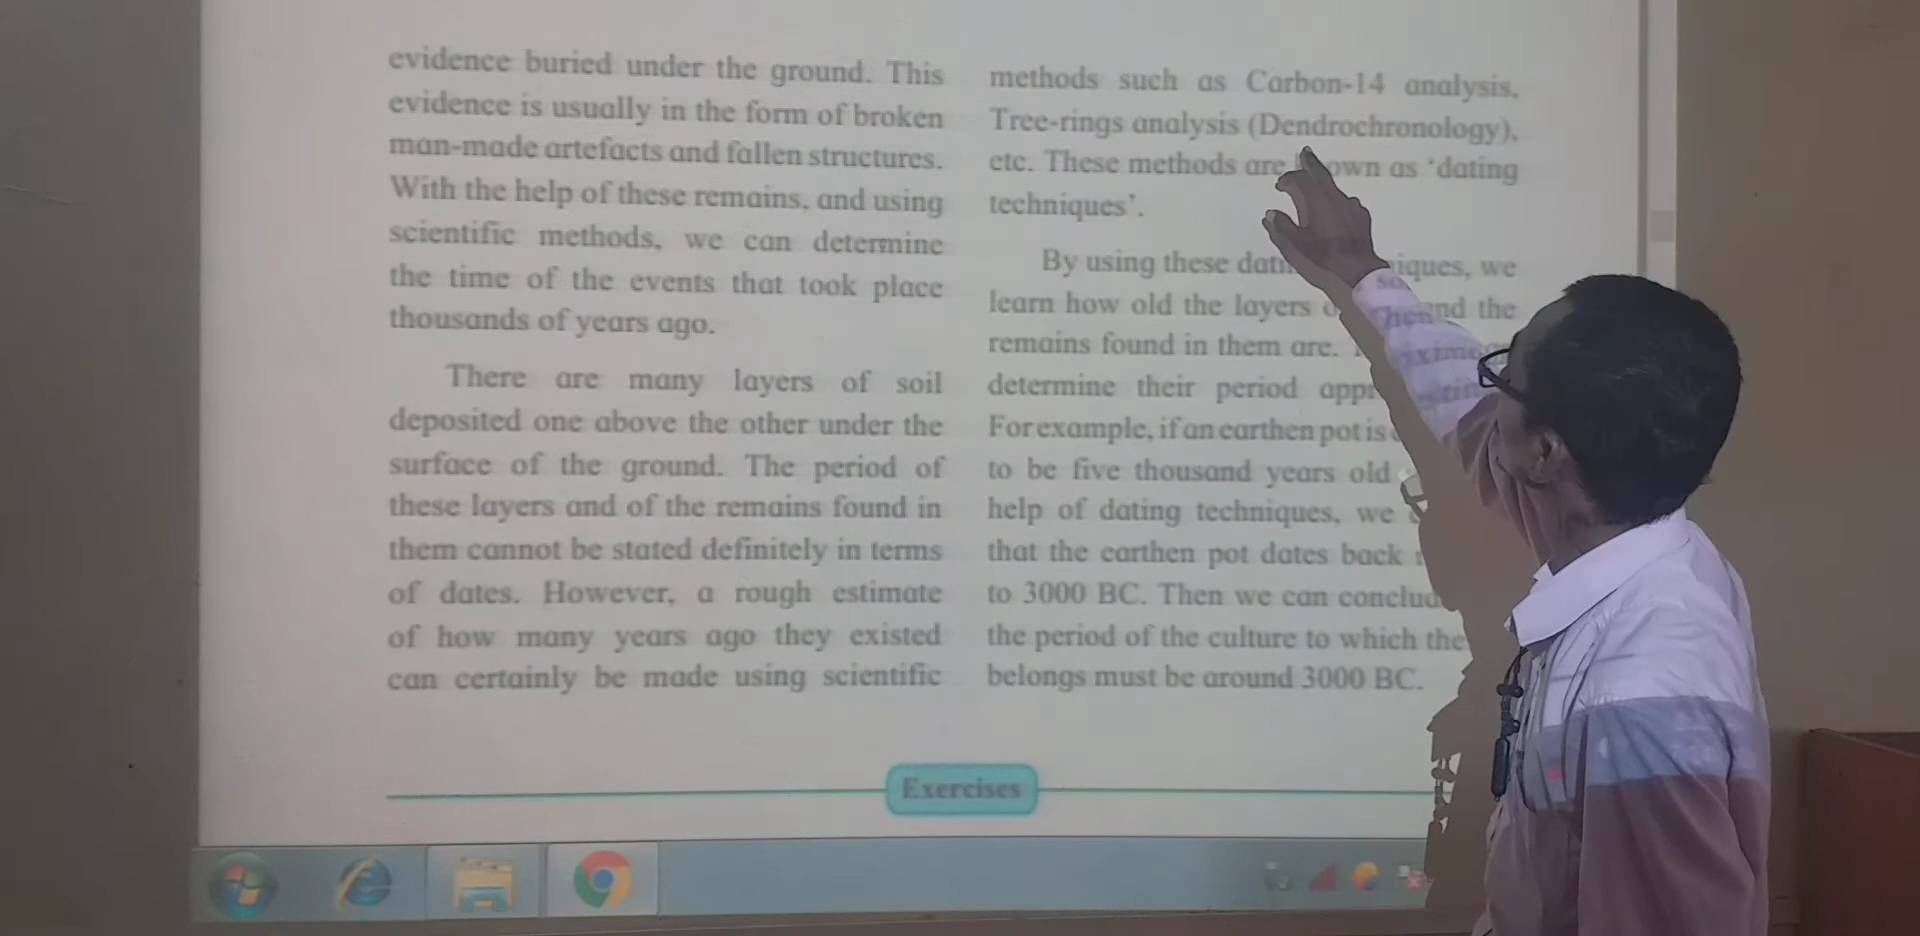 evidence buried under the ground. This
evidence is usually in the form of broken
man-made artefacts and fallen structures.
With the help of these remains, and using
scientific methods, we can determine
the time of the events that took place
thousands of years ago.
There are many layers of soil
deposited one above the other under the
surface of the ground. The period of
these layers and of the remains found in
them cannot be stated definitely in terms
of dates. However, a rough estimate
of how many years ago they existed
can certainly be made using scientific
methods such as Carbon-14 analysis,
Tree-rings analysis (Dendrochronology),
etc. These methods are as 'dating
techniques'.
By using these we
learn how old the layers the
remains found in them are.
determine their period
For example, if an earthen pot is
to be five thousand years old
help of dating techniques, we
that the earthen pot dates back
to 3000 BC. Then we can
the period of the culture to which
belongs must be around 3000 BC.
Exercises